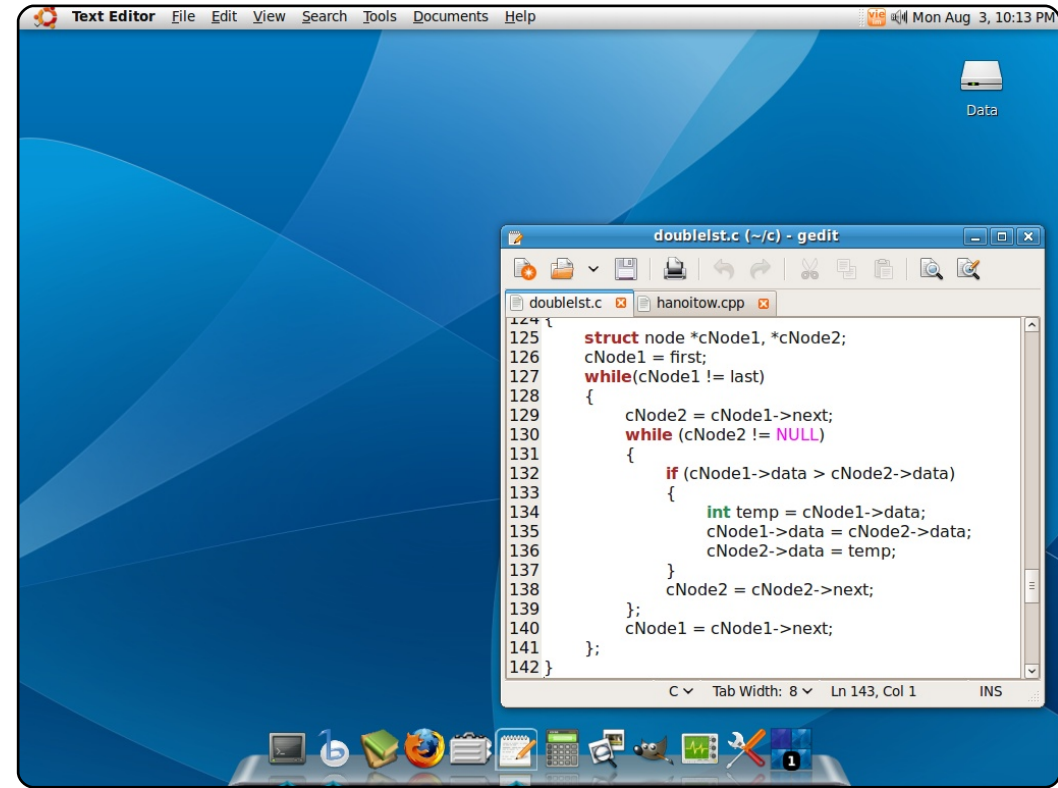 Text Editor File Edit View Search Tools Documents Help
vie Mon Aug 3, 10:13 PM
Data
doublelst.c (~/c) - gedit
doublelst.c hanoitow.cpp
124 {
125 struct node *cNode1, *cNode2;
126 cNode1 = first;
127 while(cNode1 != last)
128 {
129 cNode2 = cNode1->next;
130 while (cNode2 != NULL)
131 {
132 if (cNode1->data > cNode2->data)
133 {
134 int temp = cNode1->data;
135 cNode1->data = cNode2->data;
136 cNode2->data = temp;
137 }
138 cNode2 = cNode2->next;
139 };
140 cNode1 = cNode1->next;
141 };
142 }
C Tab Width: 8 Ln 143, Col 1 INS
1